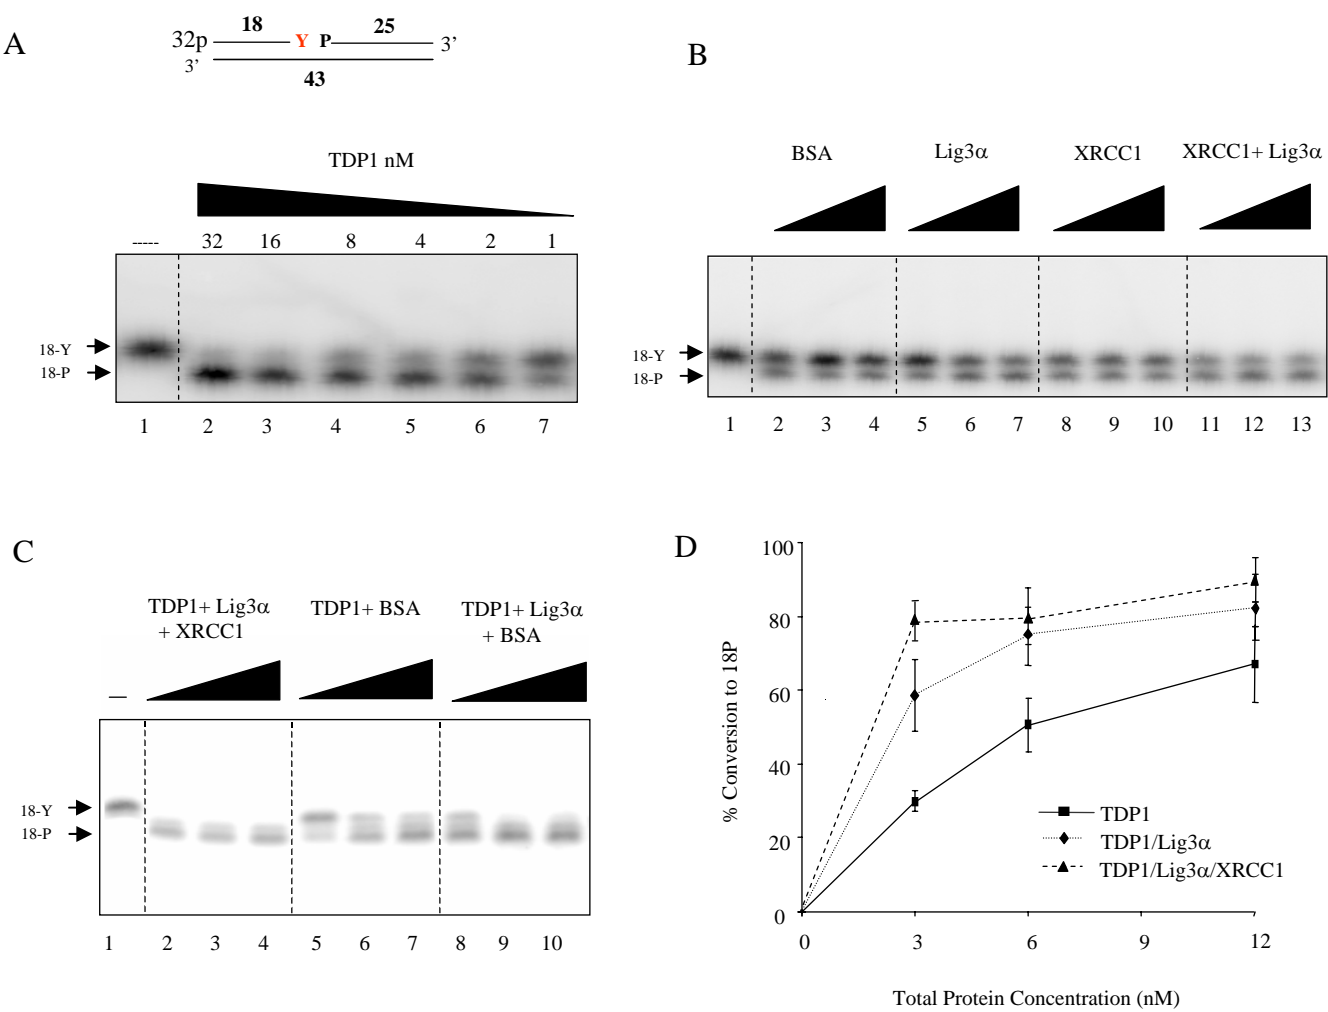 A
18
25
32p
Y P
3’
3’
43
TDP1 nM
----- 32 16 8 4 2 1
18-Y
18-P
1 2 3 4 5 6 7
B
BSA Lig3α XRCC1 XRCC1+ Lig3α
18-Y
18-P
1 2 3 4 5 6 7 8 9 10 11 12 13
C
TDP1+ Lig3α
+ XRCC1
TDP1+ BSA
TDP1+ Lig3α
+ BSA
—
18-Y
18-P
1 2 3 4 5 6 7 8 9 10
D
% Conversion to 18P
100
80
60
40
20
0
TDP1
TDP1/Lig3α
TDP1/Lig3α/XRCC1
0 3 6 9 12
Total Protein Concentration (nM)